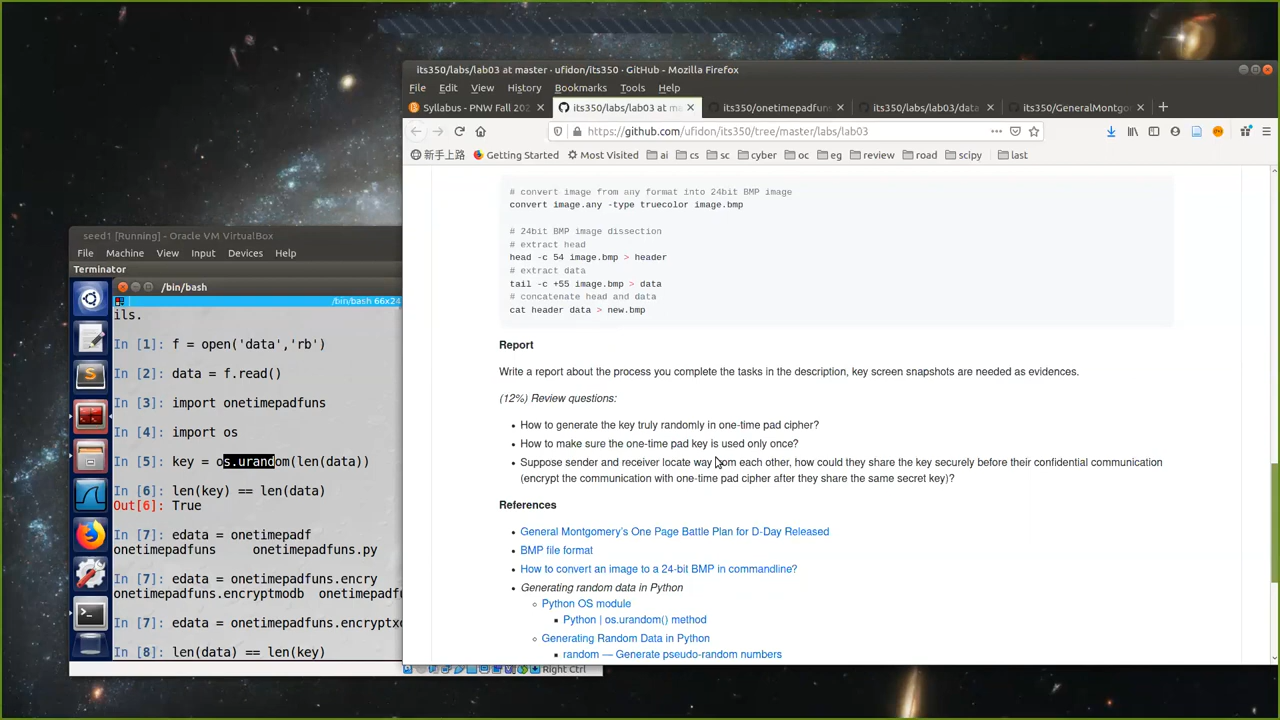 its350/labs/lab03 at master · ufidon/its350 · GitHub - Mozilla Firefox
File Edit View History Bookmarks Tools Help
Syllabus - PNW Fall 202
its350/labs/lab03 at ma
its350/onetimepadfun
its350/labs/lab03/data
its350/GeneralMontgo
https://github.com/ufidon/its350/tree/master/labs/lab03
新手上路 Getting Started Most Visited ai cs sc cyber oc eg review road scipy last
# convert image from any format into 24bit BMP image
convert image.any -type truecolor image.bmp
# 24bit BMP image dissection
# extract head
head -c 54 image.bmp > header
# extract data
tail -c +55 image.bmp > data
# concatenate head and data
cat header data > new.bmp
Report
Write a report about the process you complete the tasks in the description, key screen snapshots are needed as evidences.
(12%) Review questions:
How to generate the key truly randomly in one-time pad cipher?
How to make sure the one-time pad key is used only once?
Suppose sender and receiver locate way from each other, how could they share the key securely before their confidential communication
(encrypt the communication with one-time pad cipher after they share the same secret key)?
References
General Montgomery's One Page Battle Plan for D-Day Released
BMP file format
How to convert an image to a 24-bit BMP in commandline?
Generating random data in Python
Python OS module
Python | os.urandom() method
Generating Random Data in Python
random — Generate pseudo-random numbers
seed1 [Running] - Oracle VM VirtualBox
File Machine View Input Devices Help
Terminator
/bin/bash
/bin/bash 66x24
ils.
In [1]: f = open('data','rb')
In [2]: data = f.read()
In [3]: import onetimepadfuns
In [4]: import os
In [5]: key = os.urandom(len(data))
In [6]: len(key) == len(data)
Out[6]: True
In [7]: edata = onetimepadf
onetimepadfuns onetimepadfuns.py
In [7]: edata = onetimepadfuns.encry
onetimepadfuns.encryptmodb onetimepadfu
In [7]: edata = onetimepadfuns.encryptxo
In [8]: len(data) == len(key)
Right Ctrl